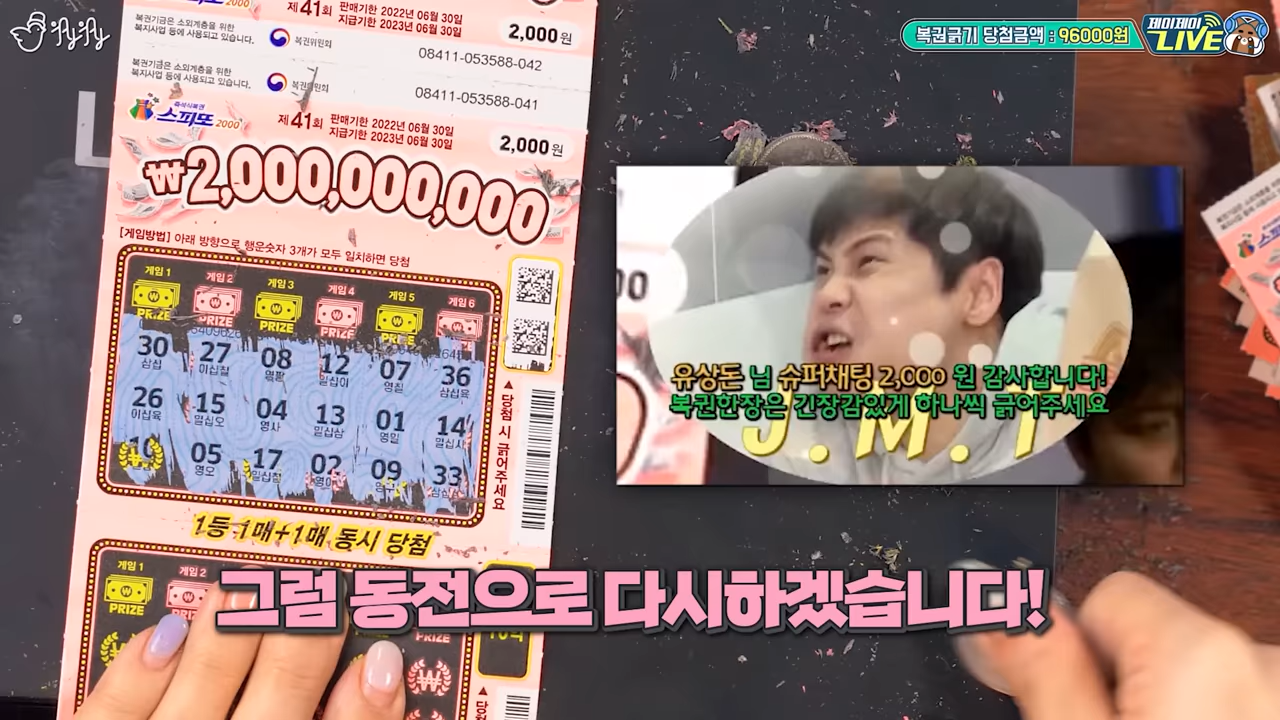 제41회 판매기한 2022년 06월 30일
지급기한 2023년 06월 30일
2,000원
복권기금은 소외계층을 위한
복지사업 등에 사용되고 있습니다.
복권위원회
08411-053588-042
복권기금은 소외계층을 위한
복지사업 등에 사용되고 있습니다.
복권위원회
08411-053588-041
즉석식복권
스피또2000
제41회 판매기한 2022년 06월 30일
지급기한 2023년 06월 30일
2,000원
₩2,000,000,000
[게임방법] 아래 방향으로 행운숫자 3개가 모두 일치하면 당첨
게임 1 게임 2 게임 3 게임 4 게임 5 게임 6
PRIZE PRIZE PRIZE PRIZE PRIZE
30 27 08 12 07 36
삼십 이십칠 영팔 일십이 영칠 삼십육
26 15 04 13 01 14
이십육 일십오 영사 일십삼 영일 일십사
05 17 02 09 33
영오 일십칠
▲ 당첨 시 긁어주세요
1등 1매+1매 동시 당첨
게임 1 게임 2
PRIZE
PRIZE
복권긁기 당첨금액 : 96000원
제이제이 LIVE
유상돈 님 슈퍼채팅 2,000 원 감사합니다!
복권한장은 긴장감있게 하나씩 긁어주세요
J.M.T
그럼 동전으로 다시하겠습니다!